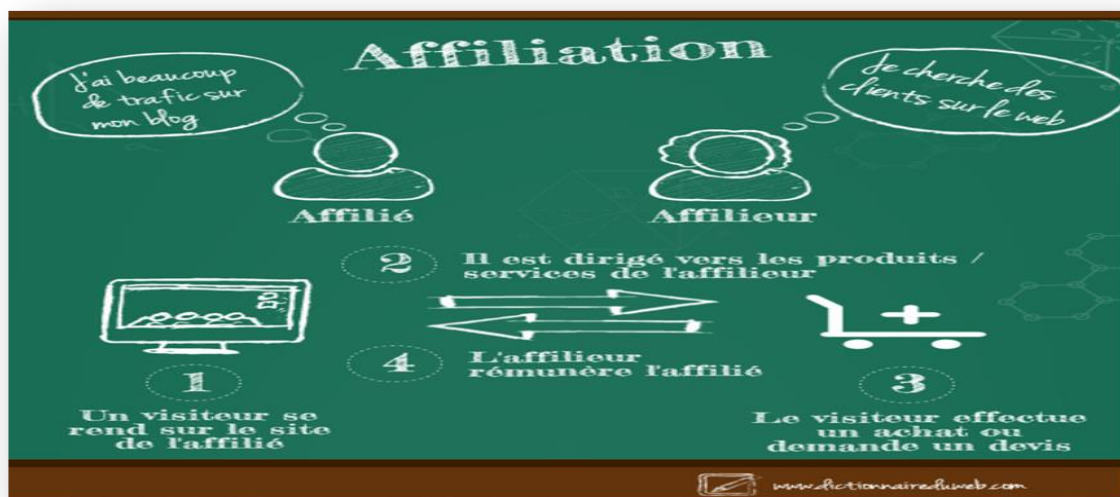 Affiliation
J'ai beaucoup
de trafic sur
mon blog
Je cherche des
clients sur le web
Affilié
Affilieur
2
Il est dirigé vers les produits /
services de l'affilieur
4
L'affilieur
rémunère l'affilié
1
Un visiteur se
rend sur le site
de l'affilié
3
Le visiteur effectue
un achat ou
demande un devis
www.dictionnaireduweb.com